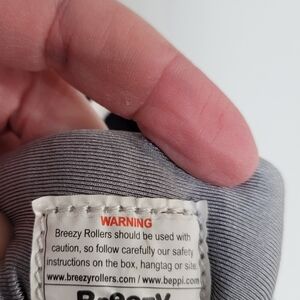 WARNING
Breezy Rollers should be used with
caution, so follow carefully our safety
instructions on the box, hangtag or site:
www.breezyrollers.com / www.beppi.com
Breezy